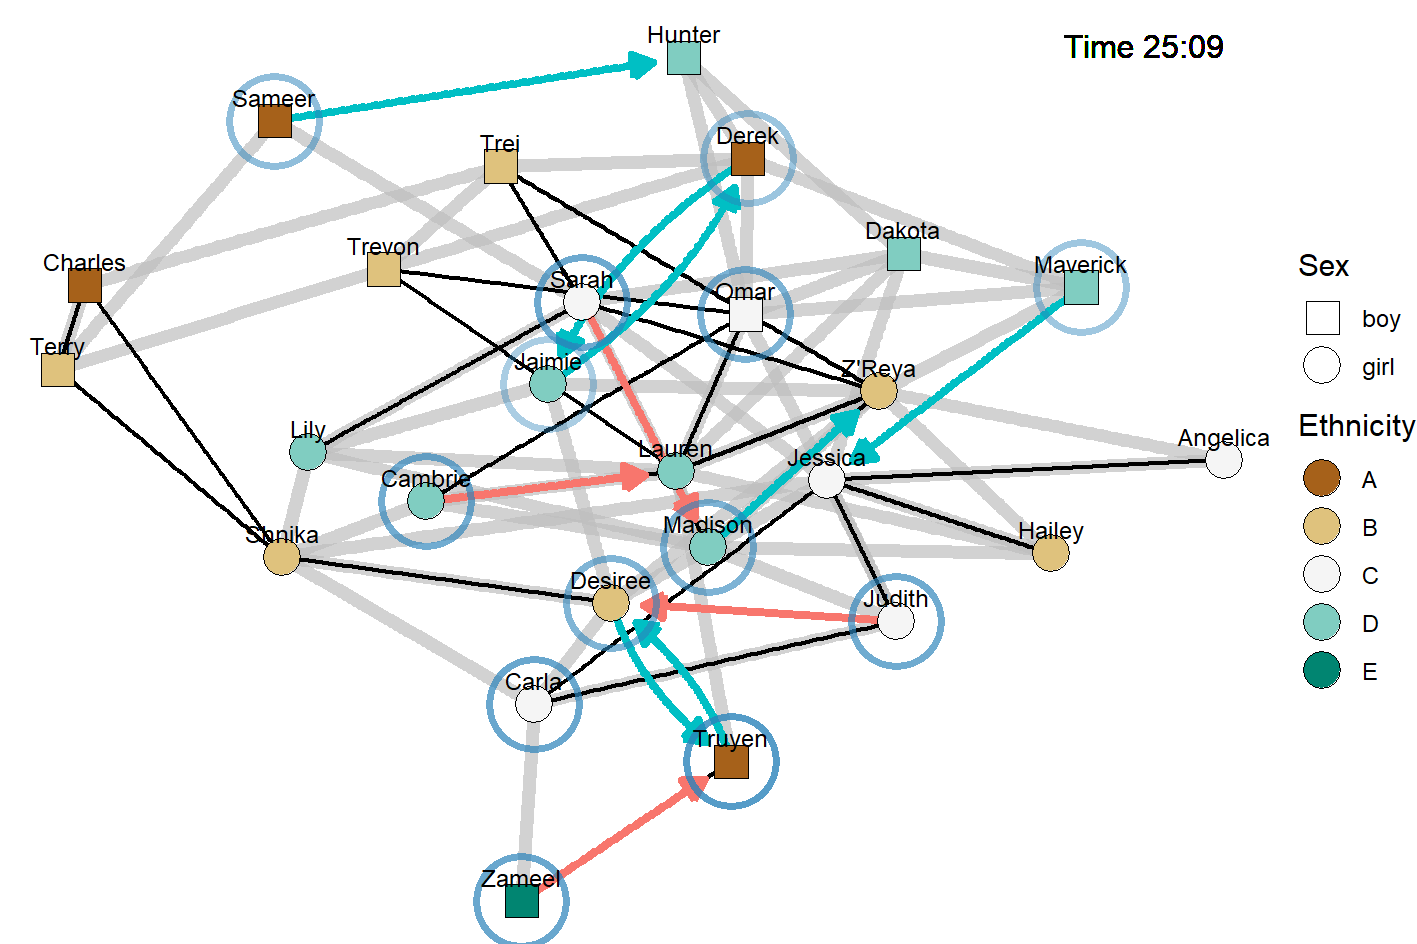 Hunter
Time 25:09
Sameer
Derek
Trei
Dakota
Trevon
Charles
Maverick
Sarah
Omar
Sex
boy
girl
Terry
Jaimie
Z'Reya
Ethnicity
Lily
Lauren
Jessica
Angelica
Cambrie
A
B
C
D
E
Shnika
Madison
Hailey
Desiree
Judith
Carla
Truyen
Zameel